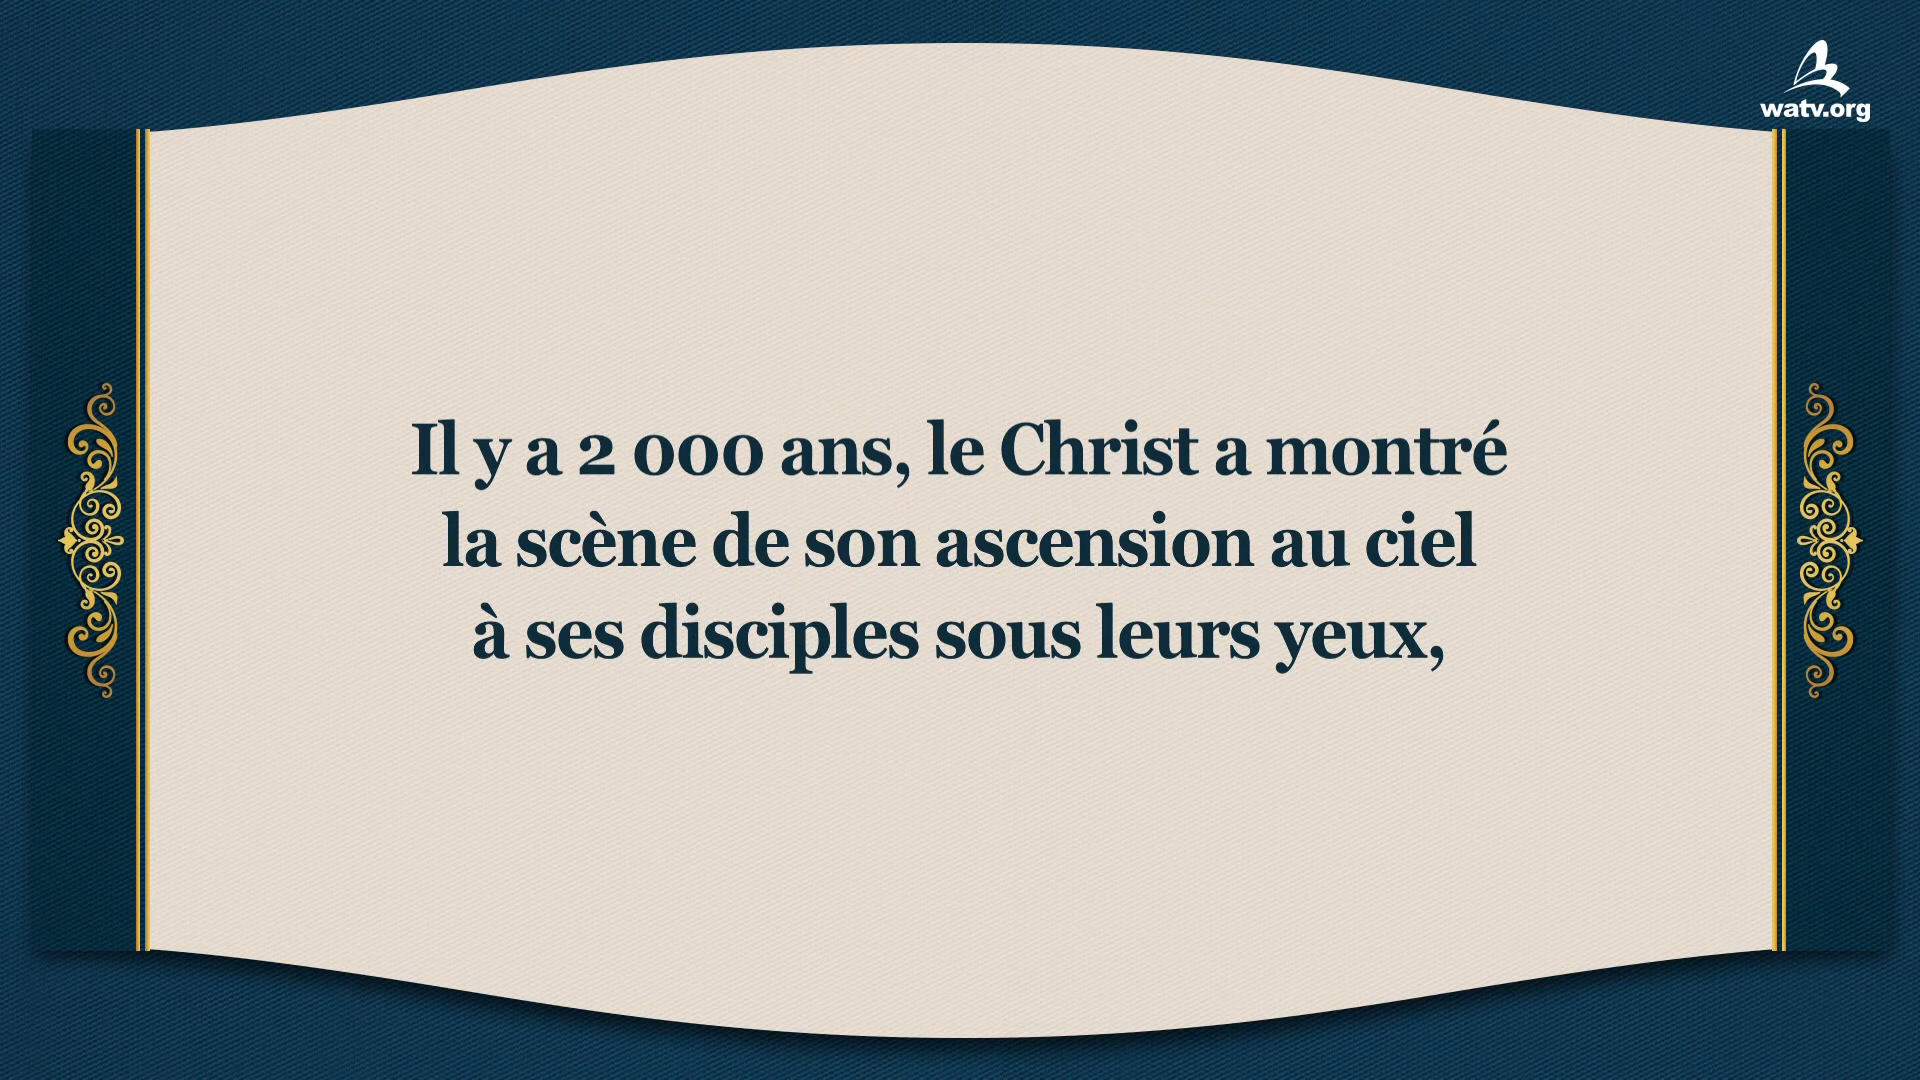 watv.org
Il y a 2 000 ans, le Christ a montré
la scène de son ascension au ciel
à ses disciples sous leurs yeux,